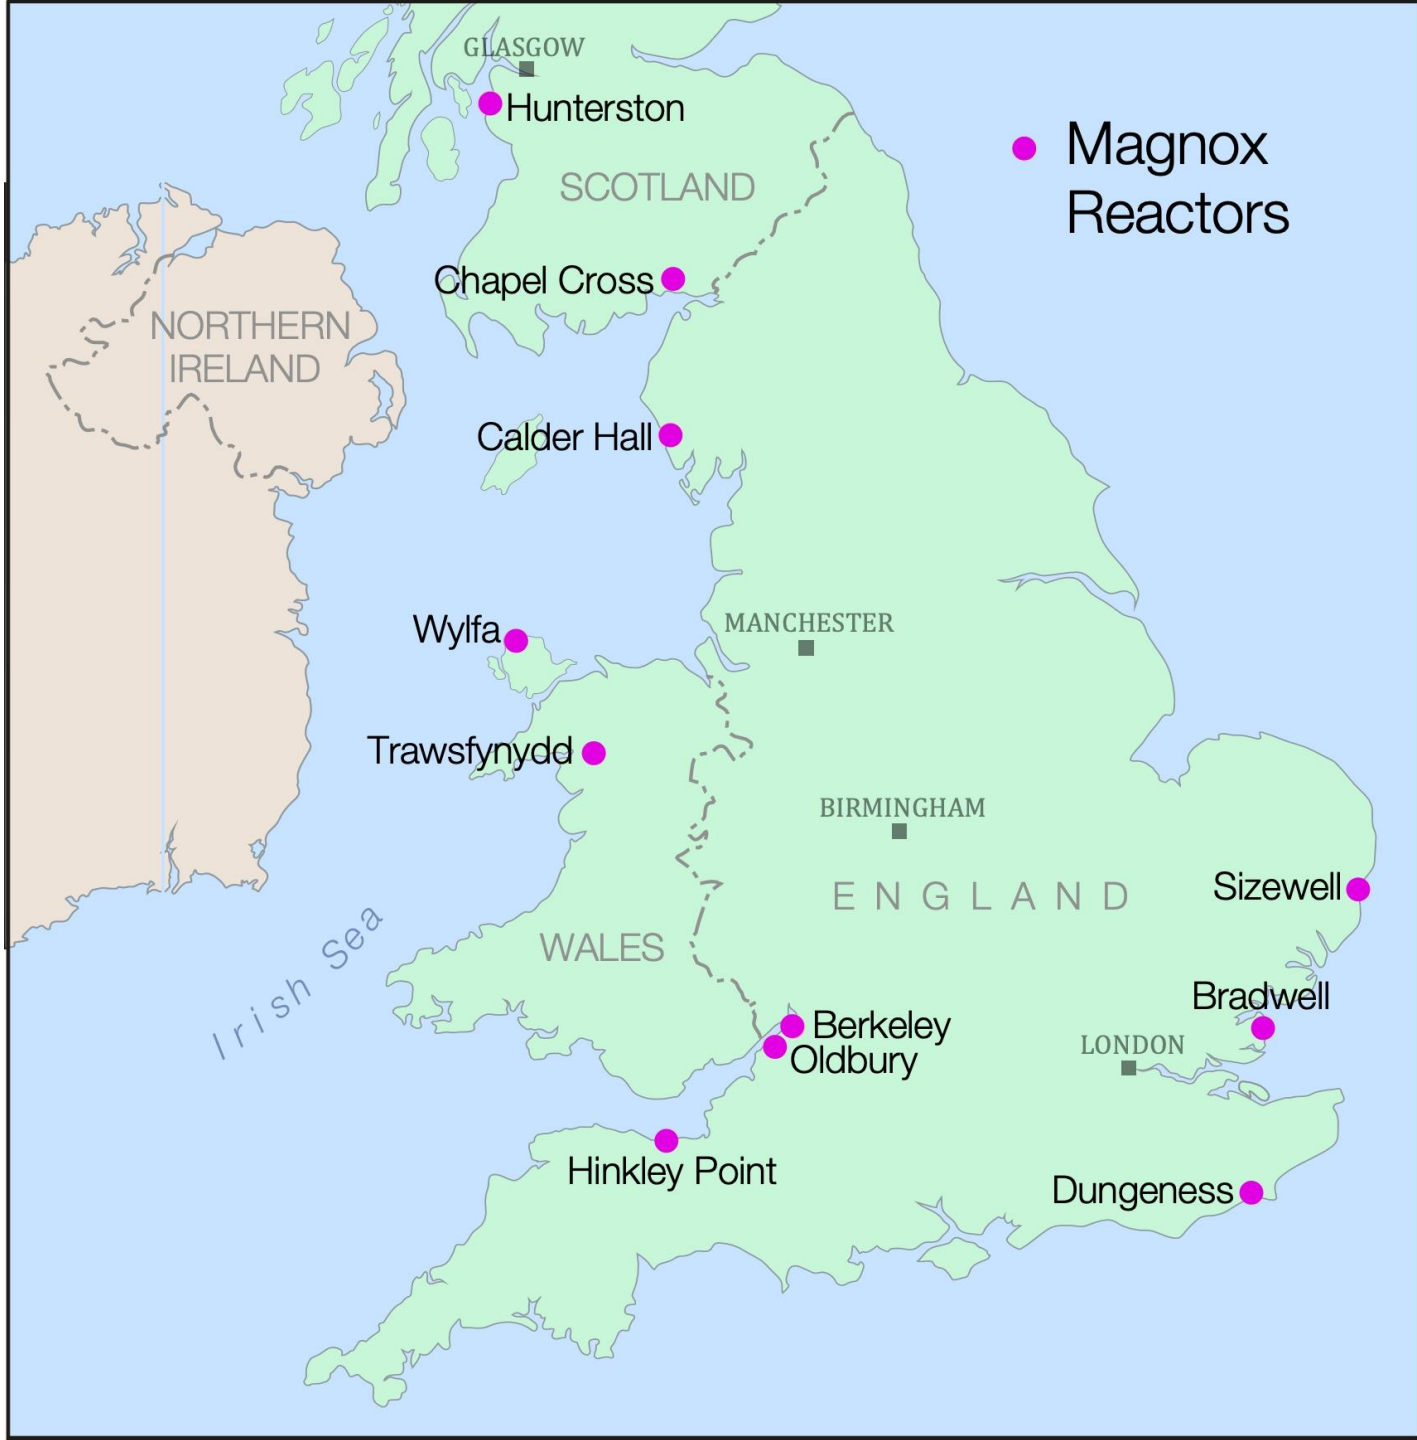 GLASGOW
Hunterston
Magnox
Reactors
SCOTLAND
Chapel Cross
NORTHERN
IRELAND
Calder Hall
Wylfa
MANCHESTER
Trawsfynydd
BIRMINGHAM
Sizewell
ENGLAND
Irish Sea
WALES
Bradwell
Berkeley
LONDON
Oldbury
Hinkley Point
Dungeness